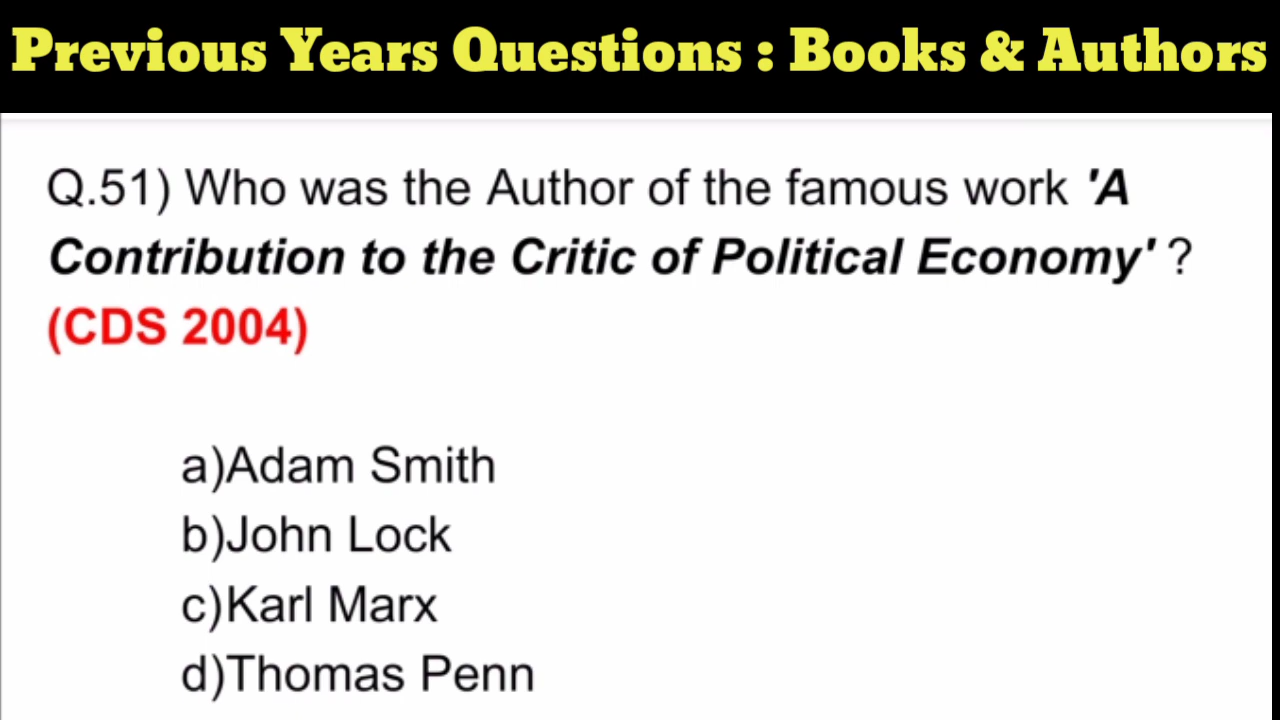 Previous Years Questions : Books & Authors
Q.51) Who was the Author of the famous work 'A
Contribution to the Critic of Political Economy' ?
(CDS 2004)
a)Adam Smith
b)John Lock
c)Karl Marx
d)Thomas Penn